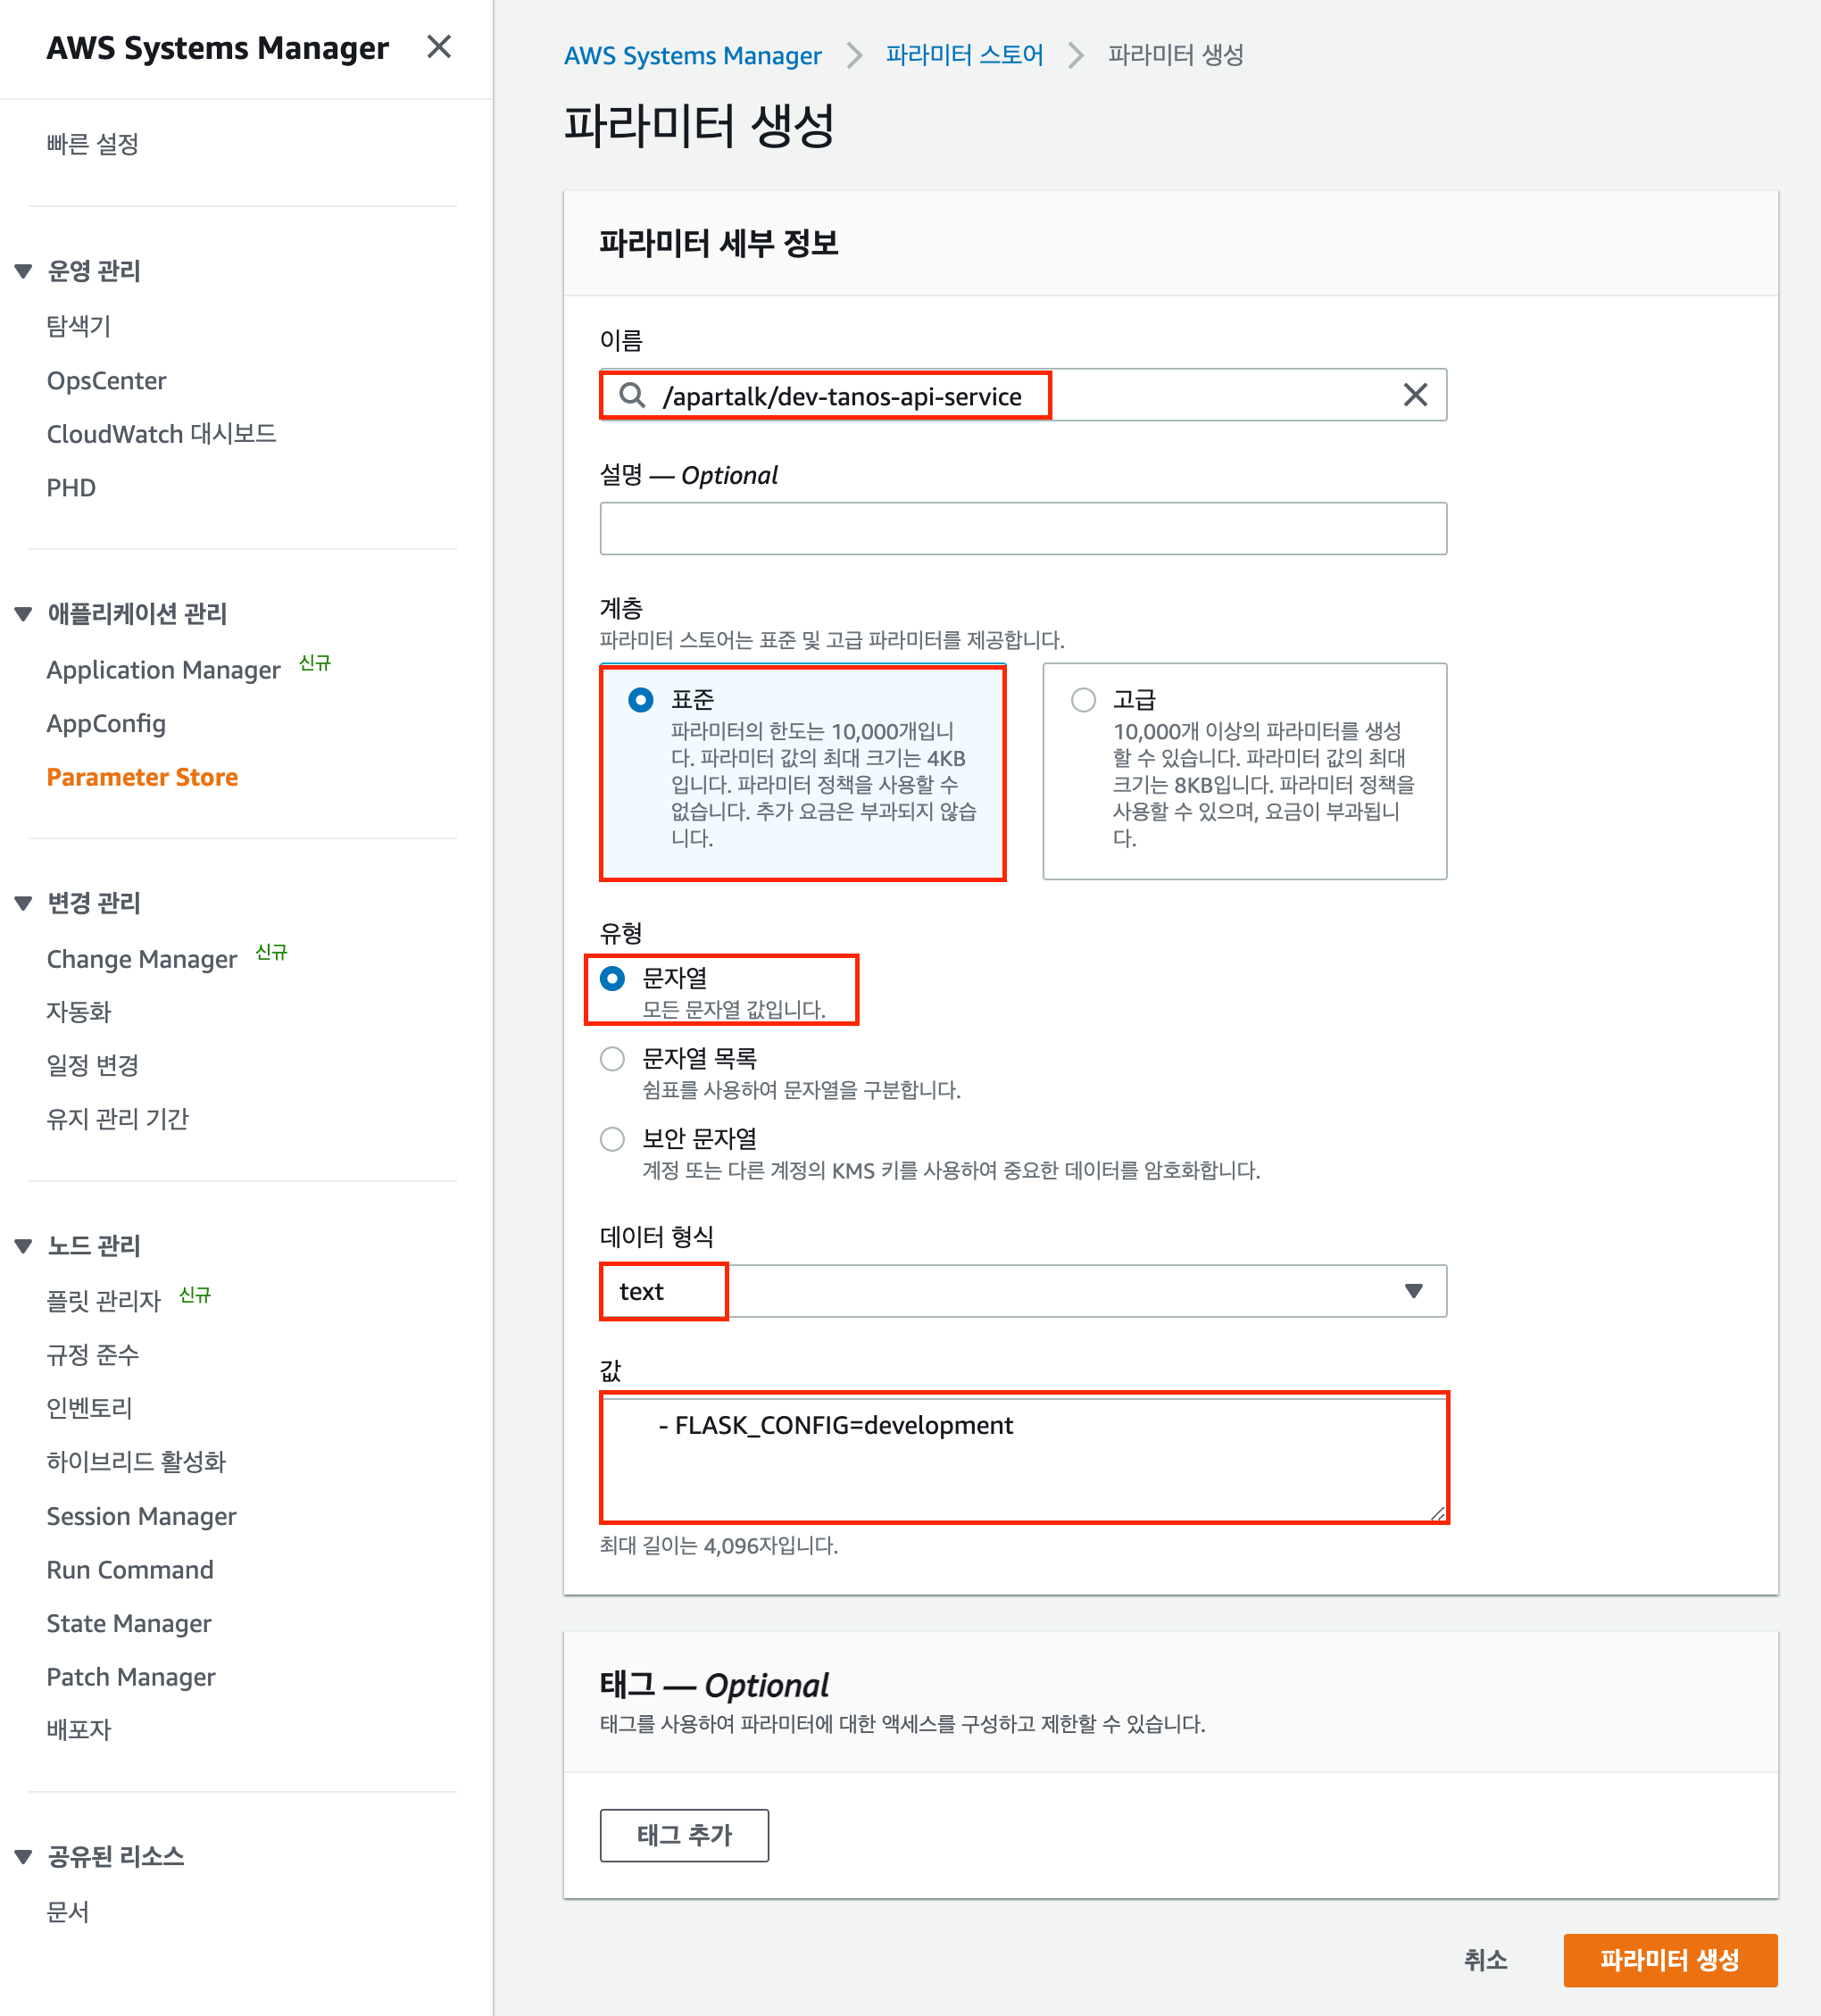 AWS Systems Manager
빠른 설정
운영 관리
탐색기
OpsCenter
CloudWatch 대시보드
PHD
애플리케이션 관리
Application Manager 신규
AppConfig
Parameter Store
변경 관리
Change Manager 신규
자동화
일정 변경
유지 관리 기간
노드 관리
플릿 관리자 신규
규정 준수
인벤토리
하이브리드 활성화
Session Manager
Run Command
State Manager
Patch Manager
배포자
공유된 리소스
문서
AWS Systems Manager > 파라미터 스토어 > 파라미터 생성
파라미터 생성
파라미터 세부 정보
이름
/apartalk/dev-tanos-api-service
설명 — Optional
계층
파라미터 스토어는 표준 및 고급 파라미터를 제공합니다.
표준
파라미터의 한도는 10,000개입니
다. 파라미터 값의 최대 크기는 4KB
입니다. 파라미터 정책을 사용할 수
없습니다. 추가 요금은 부과되지 않습
니다.
고급
10,000개 이상의 파라미터를 생성
할 수 있습니다. 파라미터 값의 최대
크기는 8KB입니다. 파라미터 정책을
사용할 수 있으며, 요금이 부과됩니
다.
유형
문자열
모든 문자열 값입니다.
문자열 목록
쉼표를 사용하여 문자열을 구분합니다.
보안 문자열
계정 또는 다른 계정의 KMS 키를 사용하여 중요한 데이터를 암호화합니다.
데이터 형식
text
값
- FLASK_CONFIG=development
최대 길이는 4,096자입니다.
태그 — Optional
태그를 사용하여 파라미터에 대한 액세스를 구성하고 제한할 수 있습니다.
태그 추가
취소
파라미터 생성